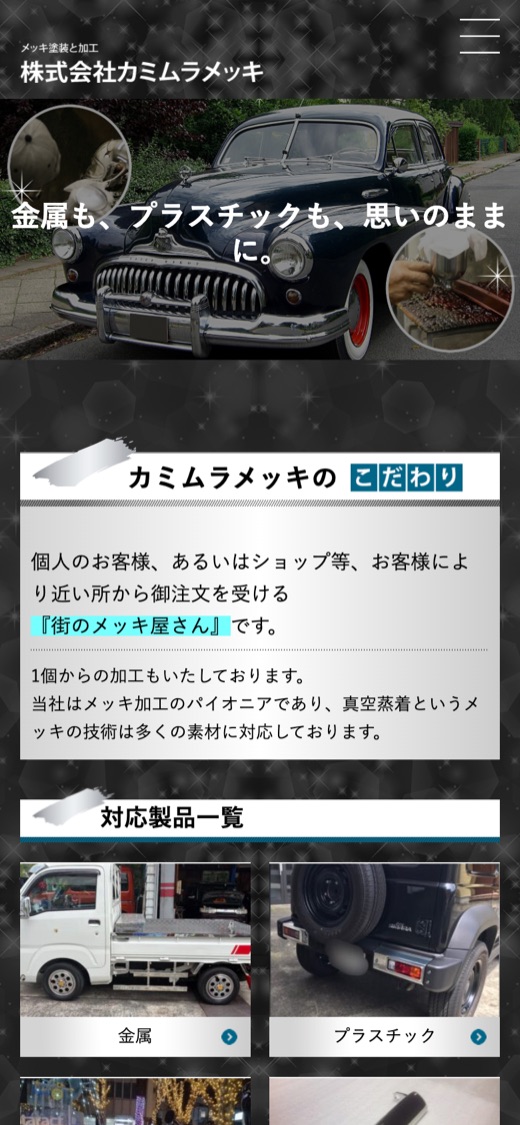 メッキ塗装と加工
株式会社カミムラメッキ
金属も、プラスチックも、思いのまま
に。
カミムラメッキの こだわり
個人のお客様、あるいはショップ等、お客様によ
り近い所から御注文を受ける
『街のメッキ屋さん』です。
1個からの加工もいたしております。
当社はメッキ加工のパイオニアであり、真空蒸着というメ
ッキの技術は多くの素材に対応しております。
対応製品一覧
金属
プラスチック